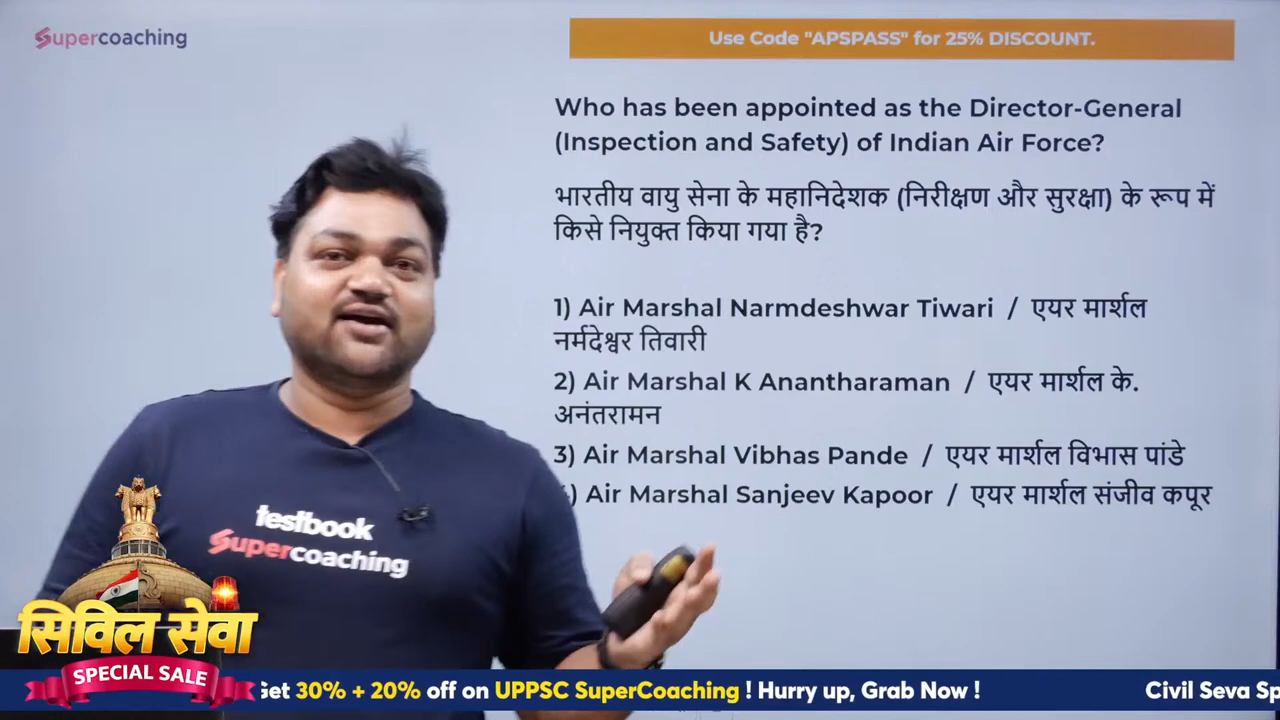 Supercoaching
Use Code "APSPASS" for 25% DISCOUNT.
Who has been appointed as the Director-General
(Inspection and Safety) of Indian Air Force?
भारतीय वायु सेना के महानिदेशक (निरीक्षण और सुरक्षा) के रूप में
किसे नियुक्त किया गया है?
1) Air Marshal Narmdeshwar Tiwari / एयर मार्शल
नर्मदेश्वर तिवारी
2) Air Marshal K Anantharaman / एयर मार्शल के.
अनंतरामन
3) Air Marshal Vibhas Pande / एयर मार्शल विभास पांडे
) Air Marshal Sanjeev Kapoor / एयर मार्शल संजीव कपूर
testbook
Supercoaching
सिविल सेवा
SPECIAL SALE
Get 30% + 20% off on UPPSC SuperCoaching ! Hurry up, Grab Now !
Civil Seva Sp